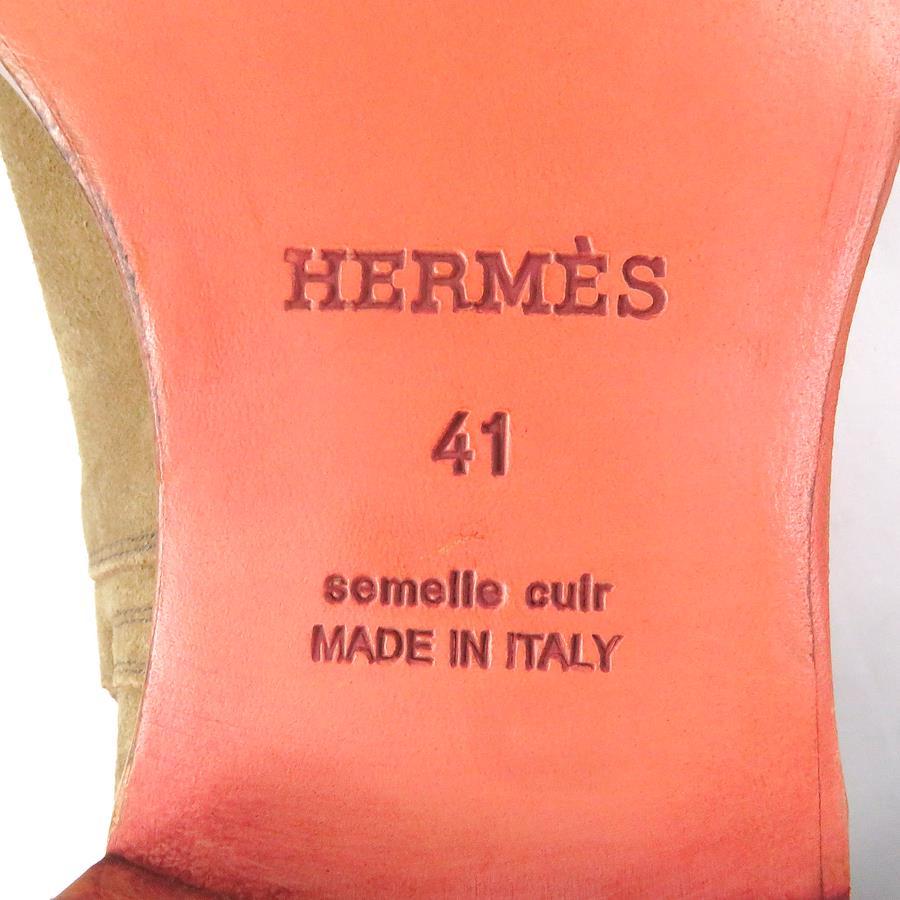 HERMÈS
41
semelle cuir
MADE IN ITALY